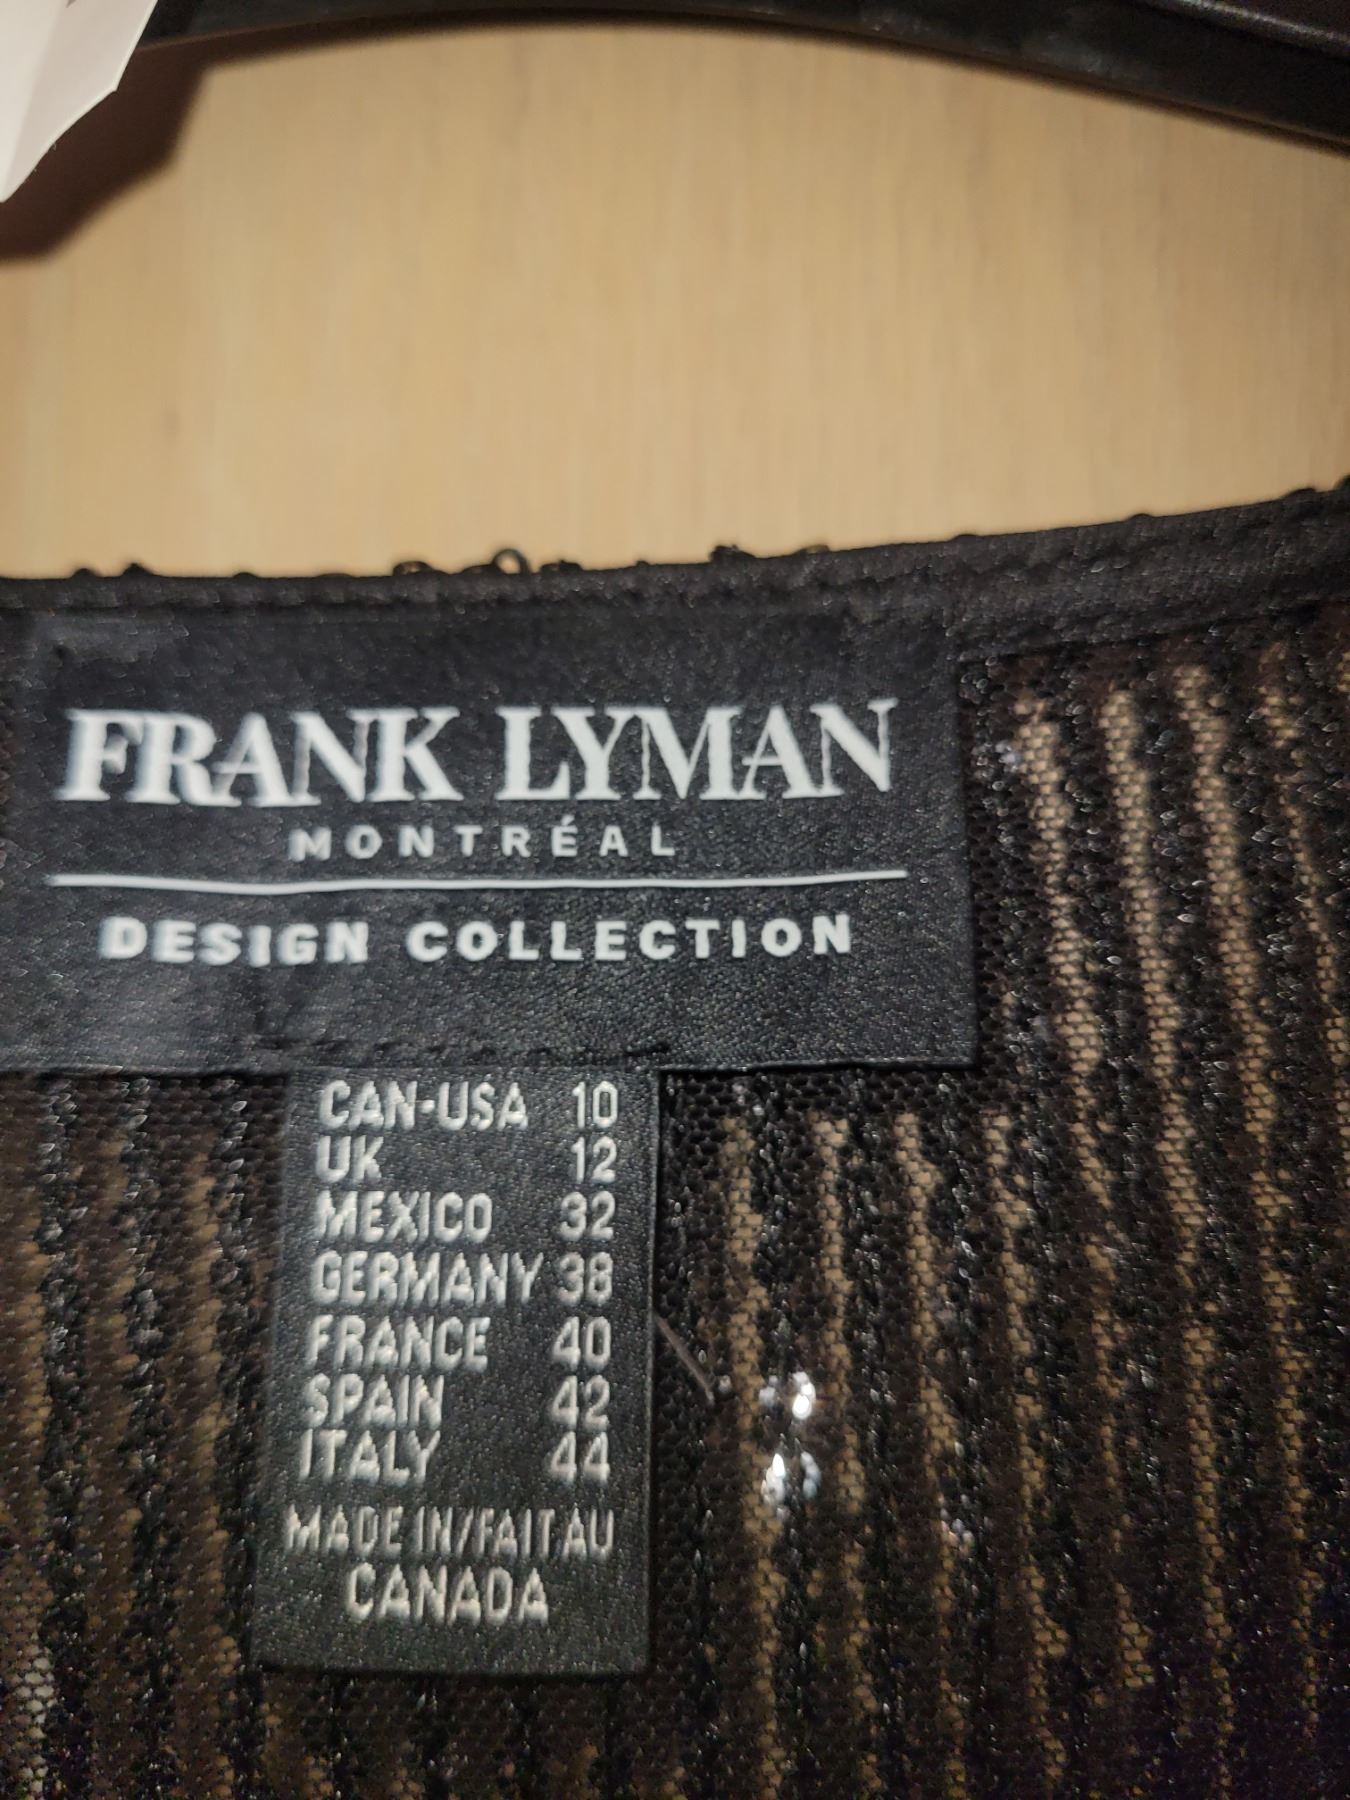 FRANK LYMAN
MONTRÉAL
DESIGN COLLECTION
CAN-USA 10
UK 12
MEXICO 32
GERMANY 38
FRANCE 40
SPAIN 42
ITALY 44
MADE IN/FAIT AU
CANADA